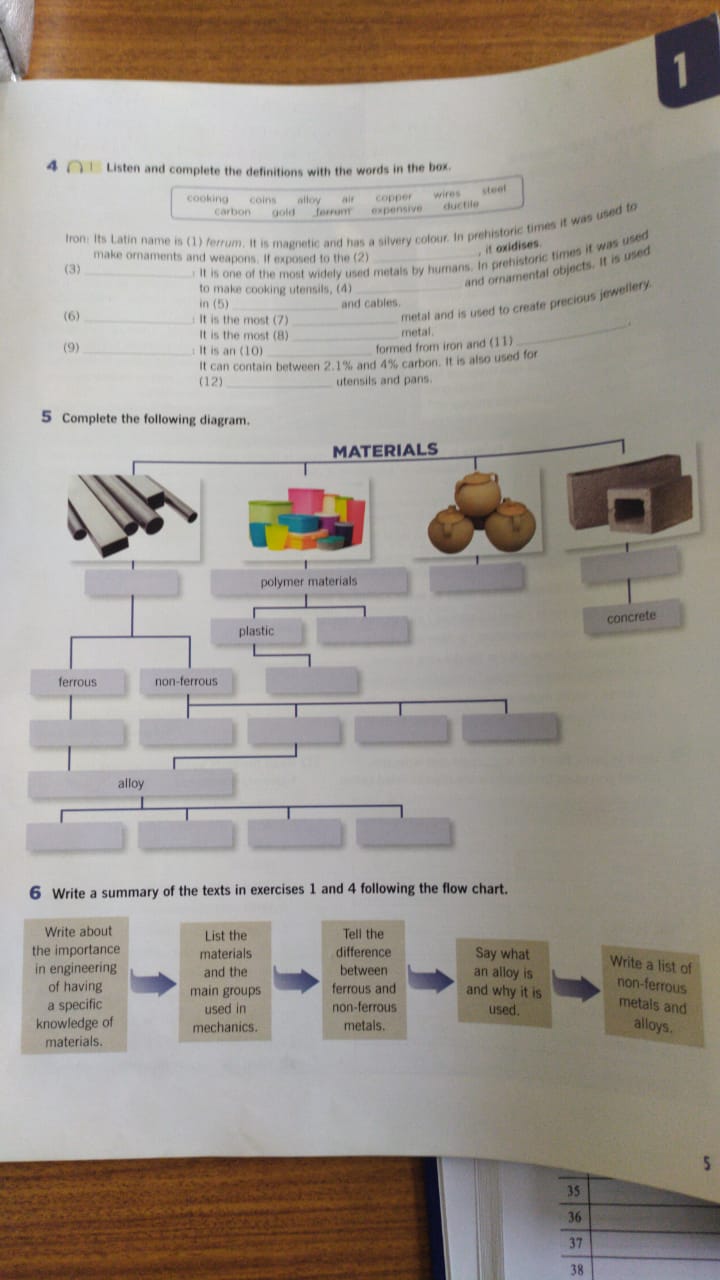 1
4 Listen and complete the definitions with the words in the box.
cooking coins alloy air copper wires steel
carbon gold ferrum expensive ductile
Iron: Its Latin name is (1) ferrum. It is magnetic and has a silvery colour. In prehistoric times it was used to
make ornaments and weapons. If exposed to the (2) ____________, it oxidises.
(3) ____________: It is one of the most widely used metals by humans. In prehistoric times it was used
to make cooking utensils, (4) ____________ and ornamental objects. It is used
in (5) ____________ and cables.
(6) ____________: It is the most (7) ____________ metal and is used to create precious jewellery.
It is the most (8) ____________ metal.
(9) ____________: It is an (10) ____________ formed from iron and (11) ____________.
It can contain between 2.1% and 4% carbon. It is also used for
(12) ____________ utensils and pans.
5 Complete the following diagram.
MATERIALS
polymer materials
plastic
concrete
ferrous
non-ferrous
alloy
6 Write a summary of the texts in exercises 1 and 4 following the flow chart.
Write about
the importance
in engineering
of having
a specific
knowledge of
materials.
List the
materials
and the
main groups
used in
mechanics.
Tell the
difference
between
ferrous and
non-ferrous
metals.
Say what
an alloy is
and why it is
used.
Write a list of
non-ferrous
metals and
alloys.
5
35
36
37
38